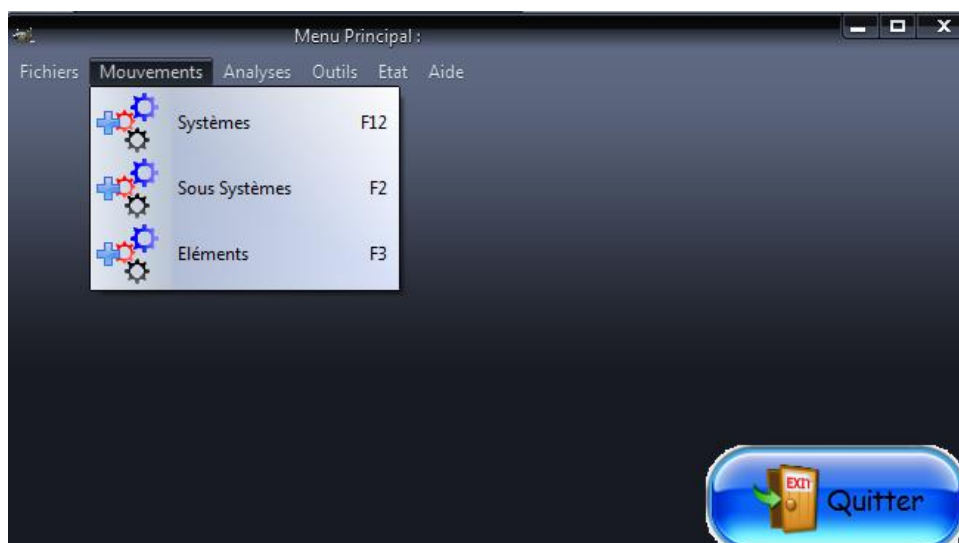 Menu Principal :
Fichiers Mouvements Analyses Outils Etat Aide
Systèmes F12
Sous Systèmes F2
Eléments F3
EXIT
Quitter